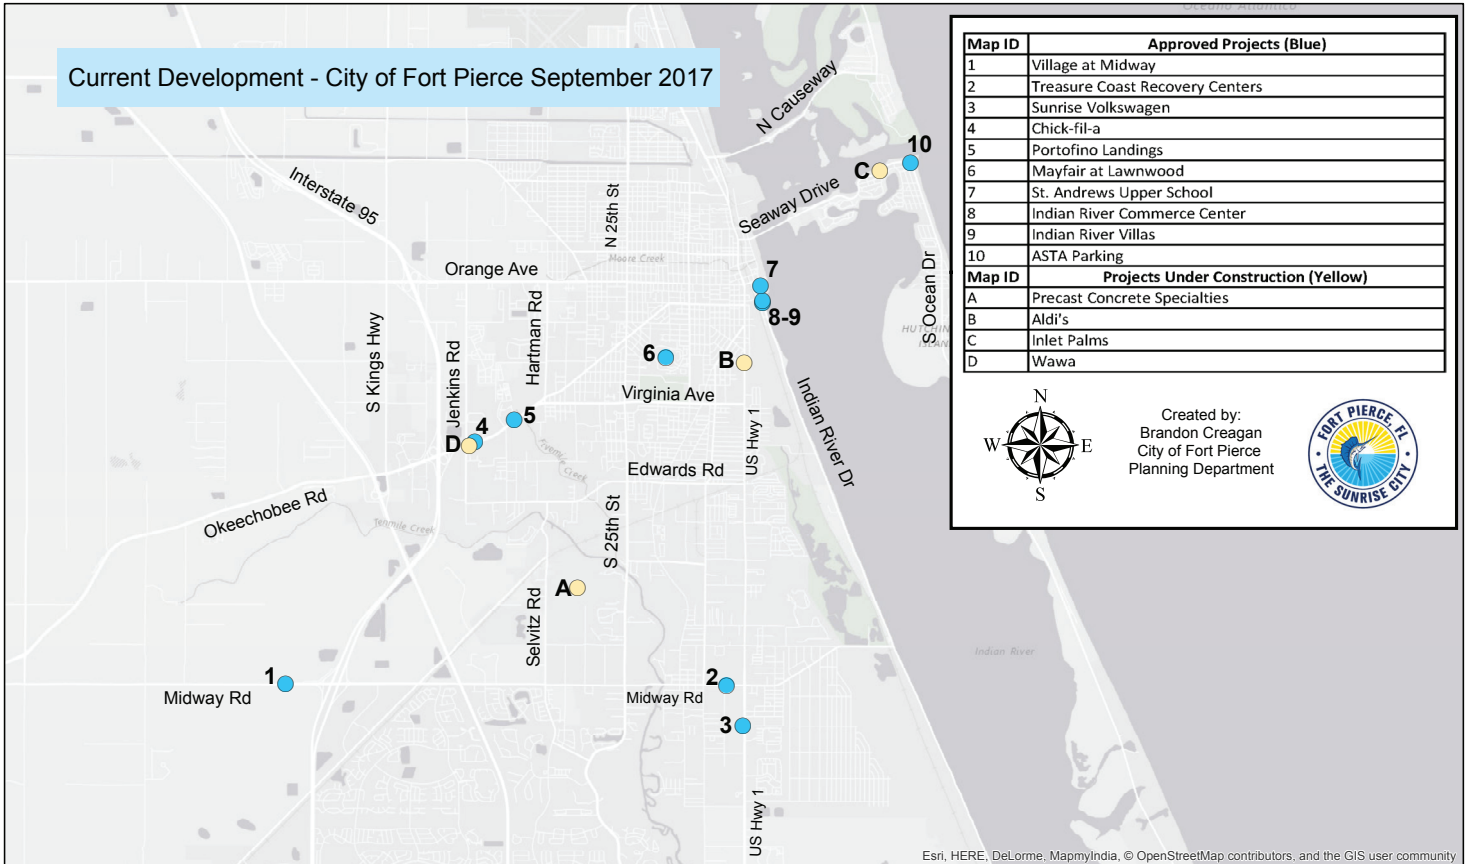 Oceano Atlantico
Current Development - City of Fort Pierce September 2017
Map ID Approved Projects (Blue)
1 Village at Midway
2 Treasure Coast Recovery Centers
3 Sunrise Volkswagen
4 Chick-fil-a
5 Portofino Landings
6 Mayfair at Lawnwood
7 St. Andrews Upper School
8 Indian River Commerce Center
9 Indian River Villas
10 ASTA Parking
Map ID Projects Under Construction (Yellow)
A Precast Concrete Specialties
B Aldi's
C Inlet Palms
D Wawa
N
W E
S
Created by:
Brandon Creagan
City of Fort Pierce
Planning Department
FORT PIERCE, FL
THE SUNRISE CITY
N Causeway
10
C
Seaway Drive
Interstate 95
N 25th St
Moore Creek
Orange Ave
7
8-9
S Ocean Dr
HUTCHIN
ISLAN
S Kings Hwy
Jenkins Rd
Hartman Rd
6
B
Virginia Ave
Indian River Dr
US Hwy 1
5
4
D
Fivemile Creek
Edwards Rd
Okeechobee Rd
Tenmile Creek
S 25th St
A
Selvitz Rd
Indian River
1
Midway Rd
2
Midway Rd
3
US Hwy 1
Esri, HERE, DeLorme, MapmyIndia, © OpenStreetMap contributors, and the GIS user community